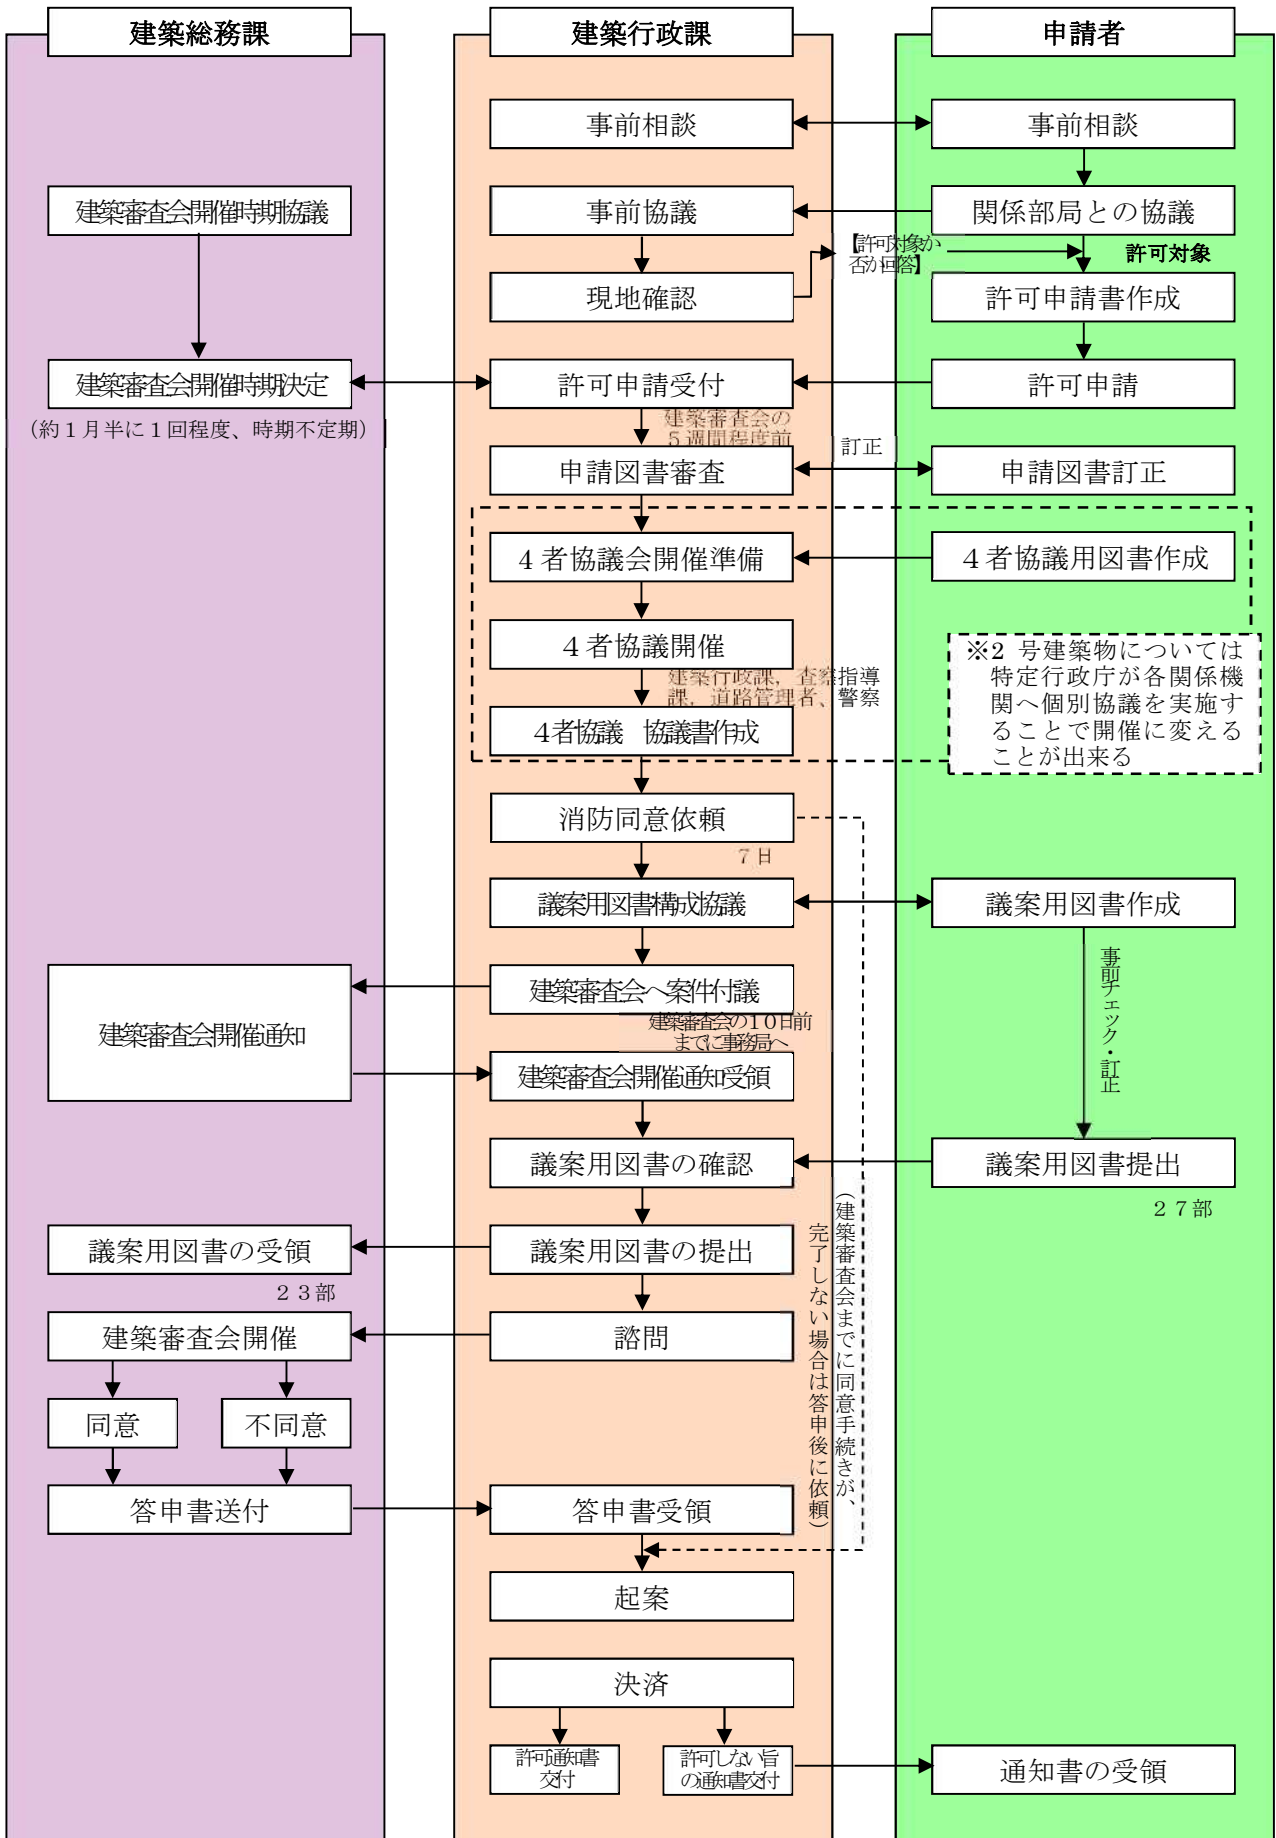 建築総務課
建築行政課
申請者
事前相談
事前相談
建築審査会開催時期協議
事前協議
関係部局との協議
【許可対象か
否か回答】
許可対象
現地確認
許可申請書作成
建築審査会開催時期決定
許可申請受付
許可申請
(約1月半に1回程度、時期不定期)
建築審査会の
5週間程度前
訂正
申請図書審査
申請図書訂正
4者協議会開催準備
4者協議用図書作成
4者協議開催
※2 号建築物については
特定行政庁が各関係機
関へ個別協議を実施す
ることで開催に変える
ことが出来る
建築行政課, 査察指導
課, 道路管理者、警察
4者協議 協議書作成
消防同意依頼
7日
議案用図書構成協議
議案用図書作成
事前チェック・訂正
建築審査会開催通知
建築審査会へ案件付議
建築審査会の10日前
までに事務局へ
建築審査会開催通知受領
議案用図書の確認
議案用図書提出
27部
(建築審査会までに同意手続きが、
完了しない場合は答申後に依頼)
議案用図書の受領
議案用図書の提出
23部
建築審査会開催
諮問
同意
不同意
答申書送付
答申書受領
起案
決済
許可通知書
交付
許可しない旨
の通知書交付
通知書の受領